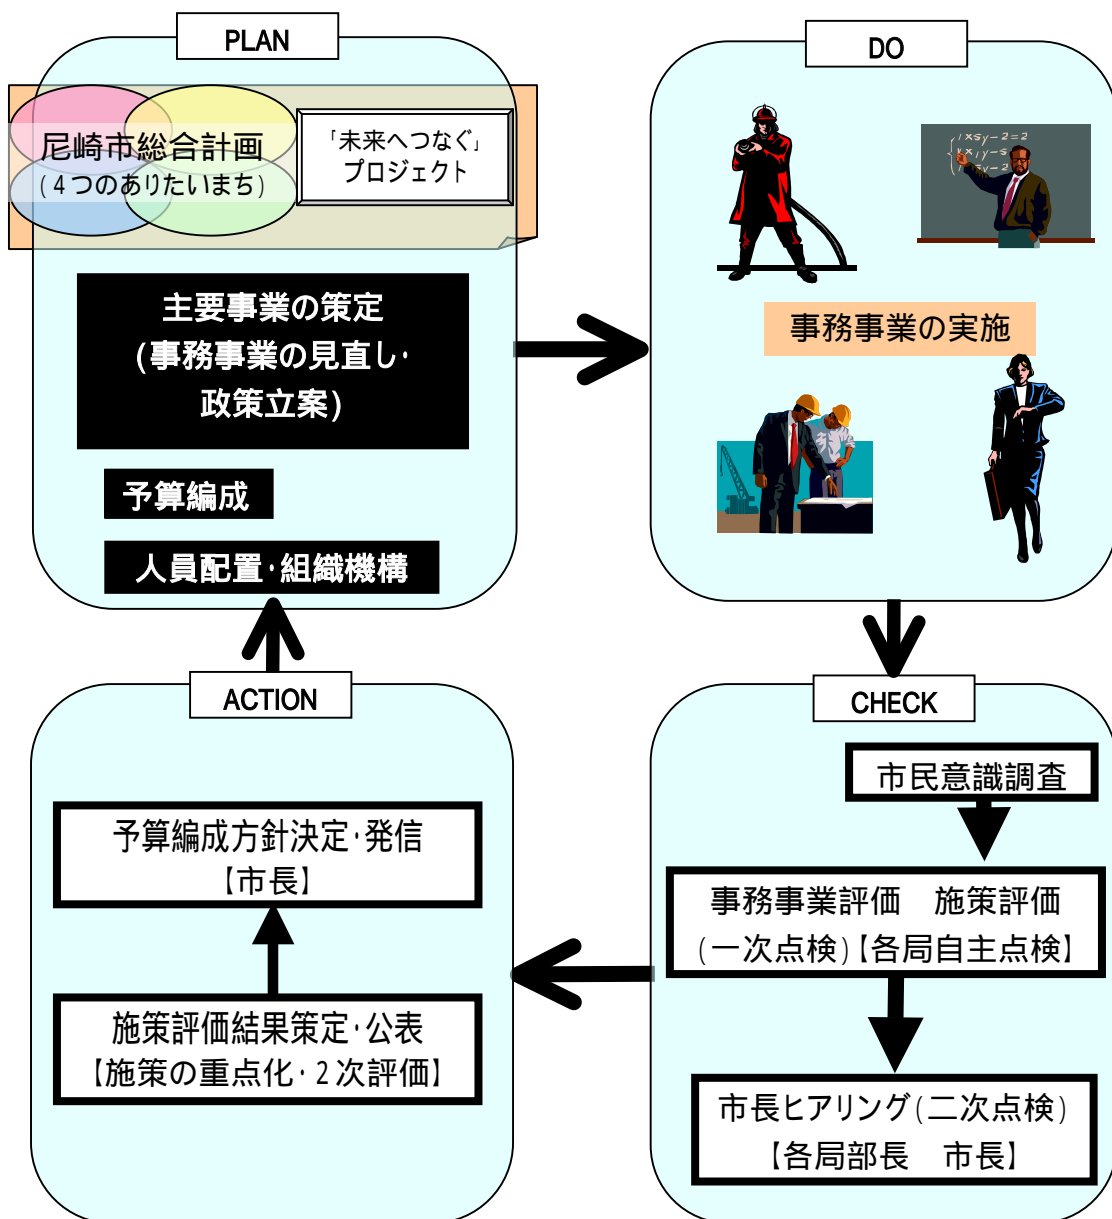 PLAN
尼崎市総合計画
(４つのありたいまち)
「未来へつなぐ」
プロジェクト
主要事業の策定
(事務事業の見直し・
政策立案)
予算編成
人員配置・組織機構
DO
事務事業の実施
ACTION
予算編成方針決定・発信
【市長】
施策評価結果策定・公表
【施策の重点化・２次評価】
CHECK
市民意識調査
事務事業評価　施策評価
(一次点検)【各局自主点検】
市長ヒアリング(二次点検)
【各局部長　市長】